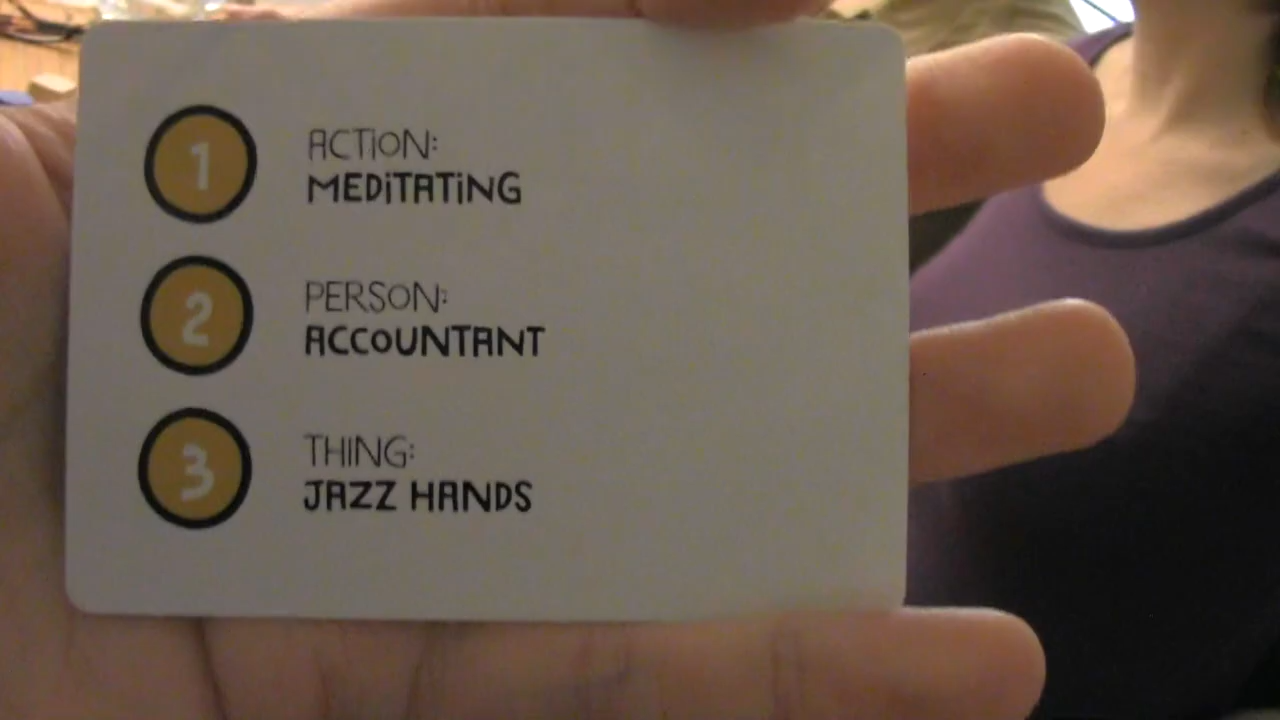 1
ACTION:
MEDITATING
2
PERSON:
ACCOUNTANT
3
THING:
JAZZ HANDS